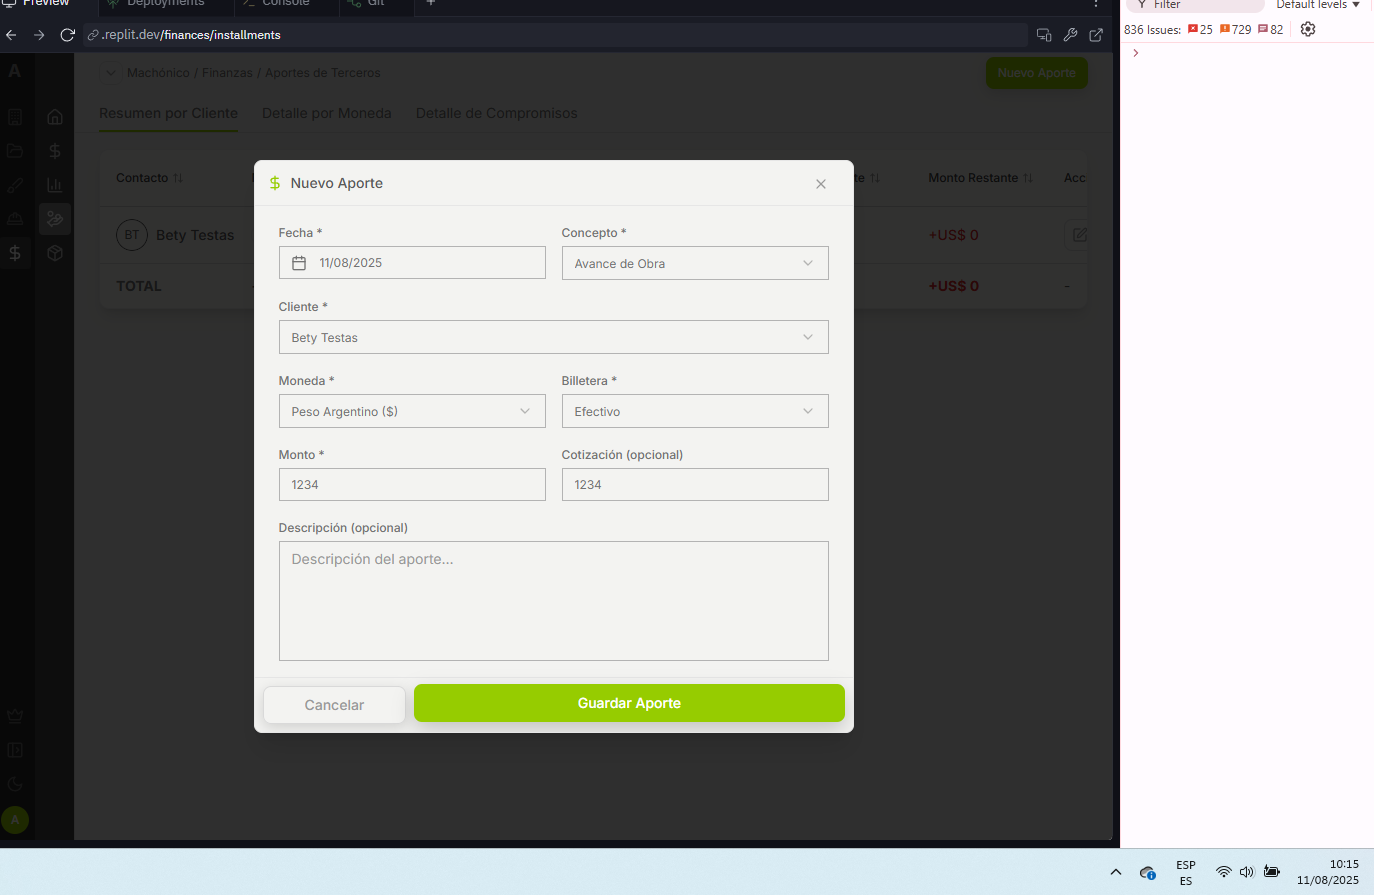 Preview
Deployments
Console
Git
.replit.dev/finances/installments
Filter
Default levels
836 Issues: 25 729 82
A
Machónico / Finanzas / Aportes de Terceros
Nuevo Aporte
Resumen por Cliente Detalle por Moneda Detalle de Compromisos
Contacto
te
Monto Restante
Acc
BT Bety Testas
+US$ 0
TOTAL
+US$ 0
-
$ Nuevo Aporte
Fecha *
Concepto *
11/08/2025
Avance de Obra
Cliente *
Bety Testas
Moneda *
Billetera *
Peso Argentino ($)
Efectivo
Monto *
Cotización (opcional)
1234
1234
Descripción (opcional)
Descripción del aporte...
Cancelar
Guardar Aporte
A
ESP
ES
10:15
11/08/2025